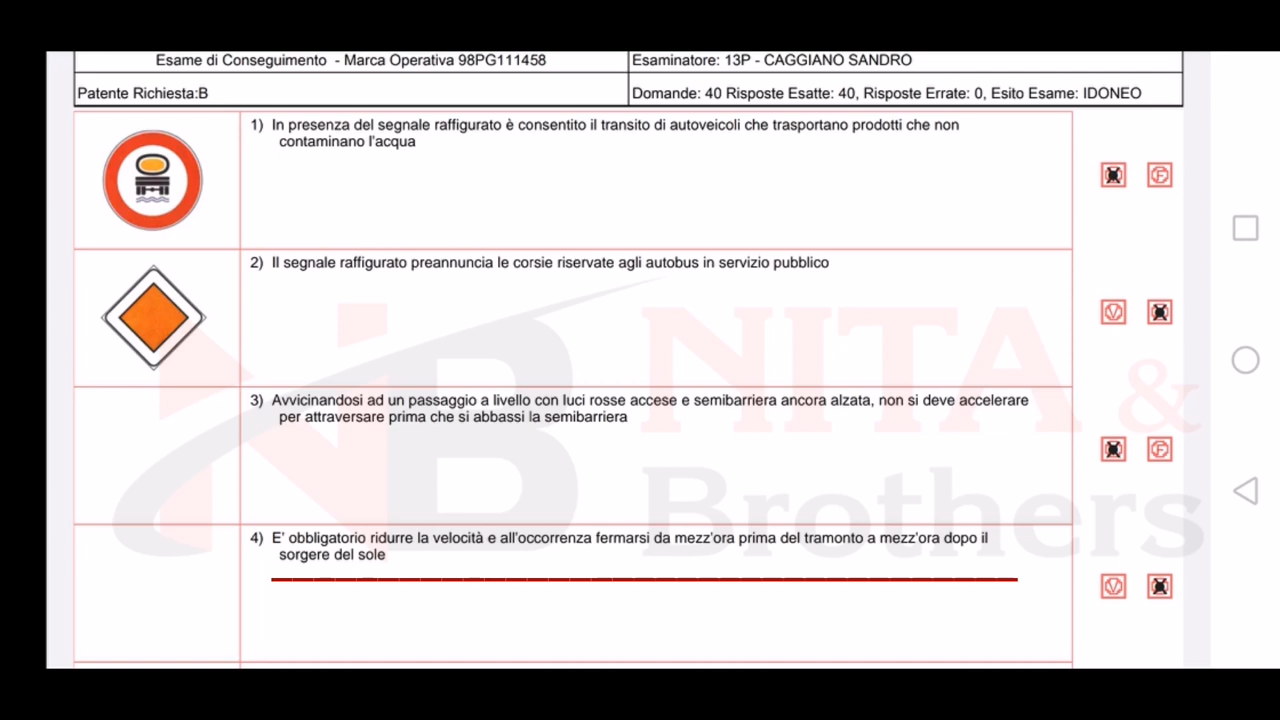 Esame di Conseguimento - Marca Operativa 98PG111458
Esaminatore: 13P - CAGGIANO SANDRO
Patente Richiesta:B
Domande: 40 Risposte Esatte: 40, Risposte Errate: 0, Esito Esame: IDONEO
1) In presenza del segnale raffigurato è consentito il transito di autoveicoli che trasportano prodotti che non
contaminano l'acqua
F
2) Il segnale raffigurato preannuncia le corsie riservate agli autobus in servizio pubblico
V
3) Avvicinandosi ad un passaggio a livello con luci rosse accese e semibarriera ancora alzata, non si deve accelerare
per attraversare prima che si abbassi la semibarriera
F
4) E' obbligatorio ridurre la velocità e all'occorrenza fermarsi da mezz'ora prima del tramonto a mezz'ora dopo il
sorgere del sole
V
NB NITA &
Brothers